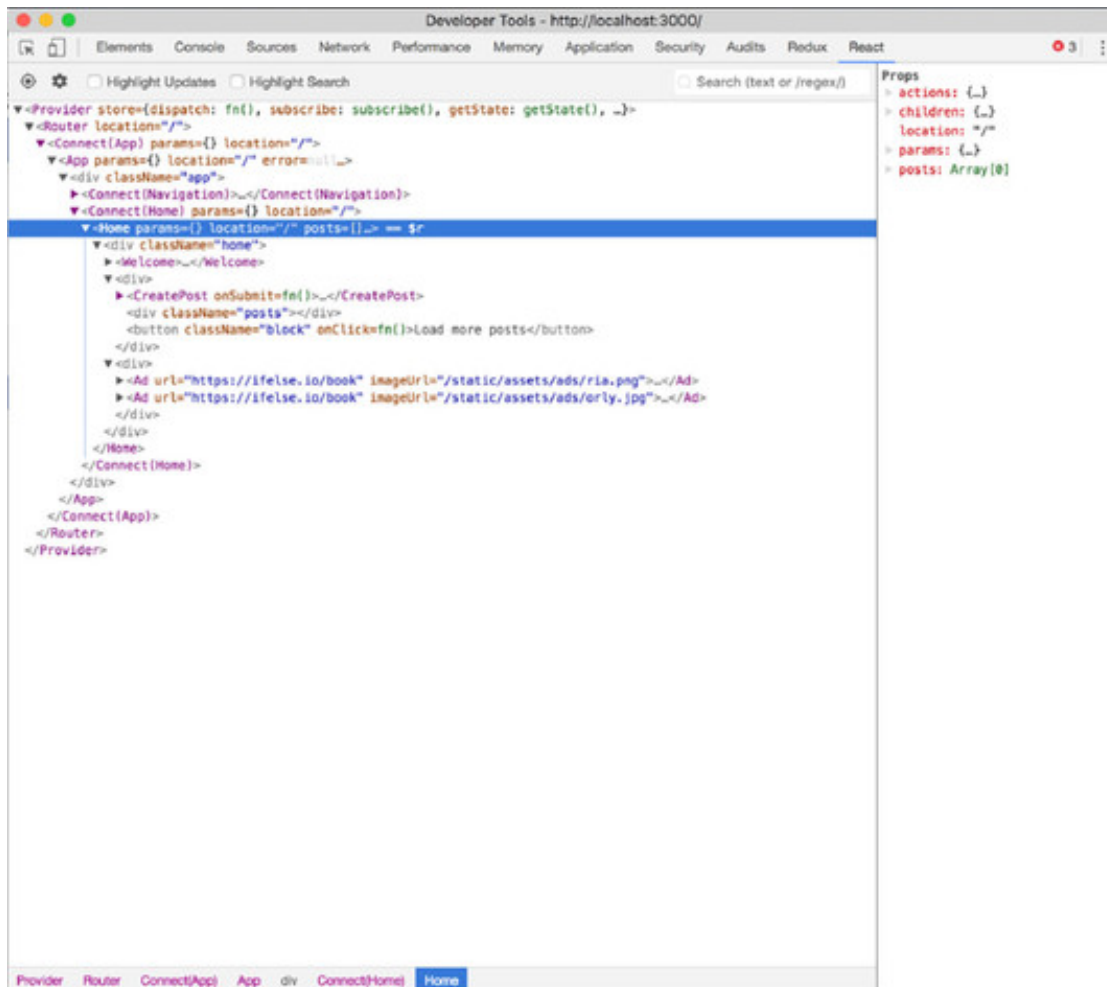 Developer Tools - http://localhost:3000/
Elements Console Sources Network Performance Memory Application Security Audits Redux React 3
Highlight Updates Highlight Search Search (text or /regex/)
<Provider store={dispatch: fn(), subscribe: subscribe(), getState: getState(), …}>
<Router location="/">
<Connect(App) params={} location="/">
<App params={} location="/" error=null…>
<div className="app">
<Connect(Navigation)>…</Connect(Navigation)>
<Connect(Home) params={} location="/">
<Home params={} location="/" posts=[]…> == $r
<div className="home">
<Welcome>…</Welcome>
<div>
<CreatePost onSubmit=fn()>…</CreatePost>
<div className="posts"></div>
<button className="block" onClick=fn()>Load more posts</button>
</div>
<div>
<Ad url="https://ifelse.io/book" imageUrl="/static/assets/ads/ria.png">…</Ad>
<Ad url="https://ifelse.io/book" imageUrl="/static/assets/ads/orly.jpg">…</Ad>
</div>
</div>
</Home>
</Connect(Home)>
</div>
</App>
</Connect(App)>
</Router>
</Provider>
Props
actions: {…}
children: {…}
location: "/"
params: {…}
posts: Array[0]
Provider Router Connect(App) App div Connect(Home) Home